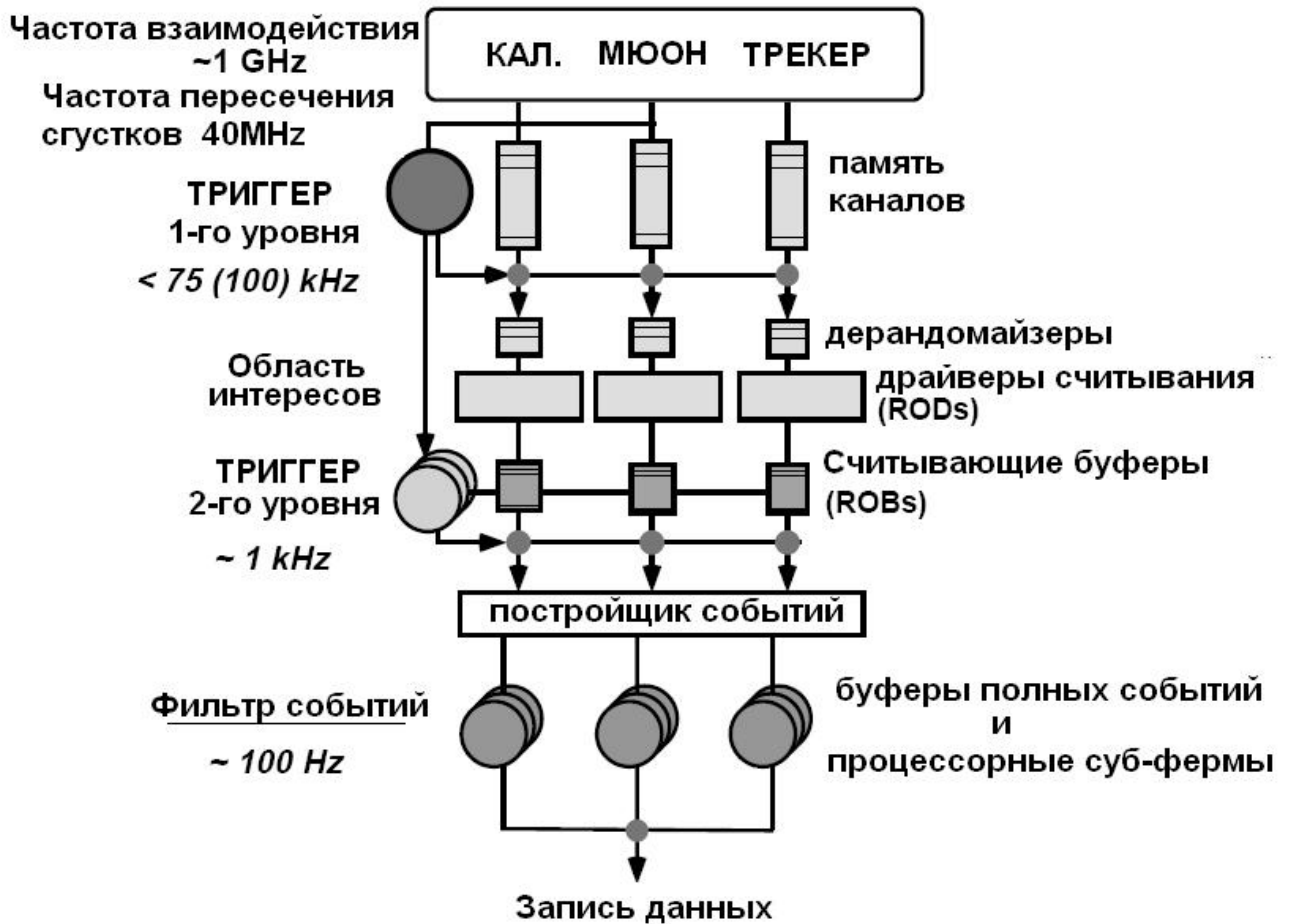 Частота взаимодействия
~1 GHz
Частота пересечения
сгустков 40MHz
КАЛ. МЮОН ТРЕКЕР
ТРИГГЕР
1-го уровня
< 75 (100) kHz
память
каналов
дерандомайзеры
Область
интересов
драйверы считывания
(RODs)
ТРИГГЕР
2-го уровня
~ 1 kHz
Считывающие буферы
(ROBs)
постройщик событий
Фильтр событий
~ 100 Hz
буферы полных событий
и
процессорные суб-фермы
Запись данных